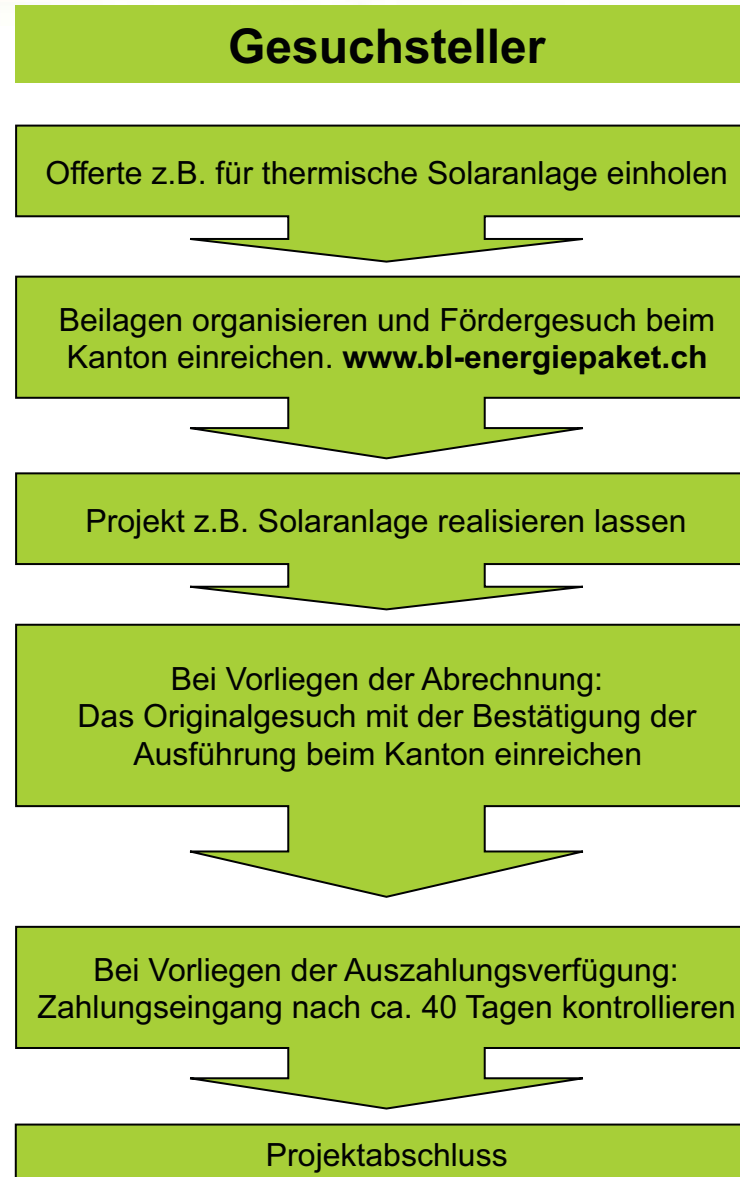 Gesuchsteller
Offerte z.B. für thermische Solaranlage einholen
Beilagen organisieren und Fördergesuch beim
Kanton einreichen. www.bl-energiepaket.ch
Projekt z.B. Solaranlage realisieren lassen
Bei Vorliegen der Abrechnung:
Das Originalgesuch mit der Bestätigung der
Ausführung beim Kanton einreichen
Bei Vorliegen der Auszahlungsverfügung:
Zahlungseingang nach ca. 40 Tagen kontrollieren
Projektabschluss